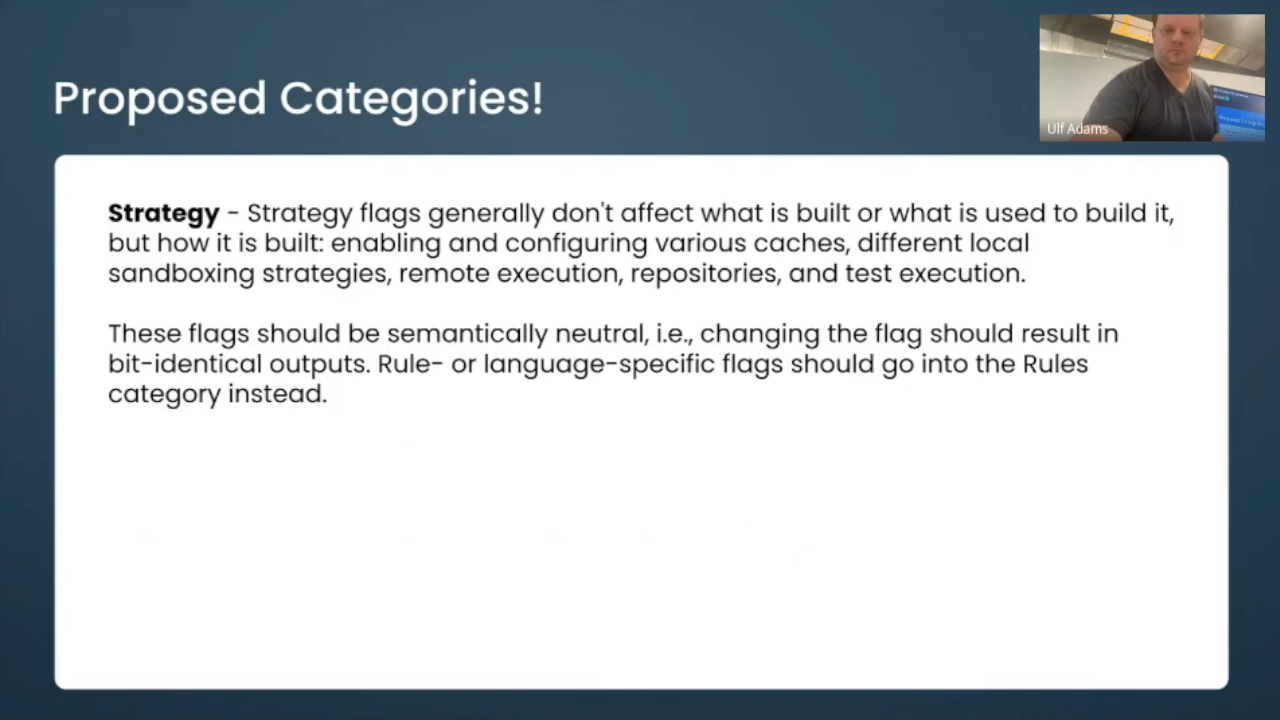 Proposed Categories!
Ulf Adams
Strategy - Strategy flags generally don't affect what is built or what is used to build it,
but how it is built: enabling and configuring various caches, different local
sandboxing strategies, remote execution, repositories, and test execution.
These flags should be semantically neutral, i.e., changing the flag should result in
bit-identical outputs. Rule- or language-specific flags should go into the Rules
category instead.